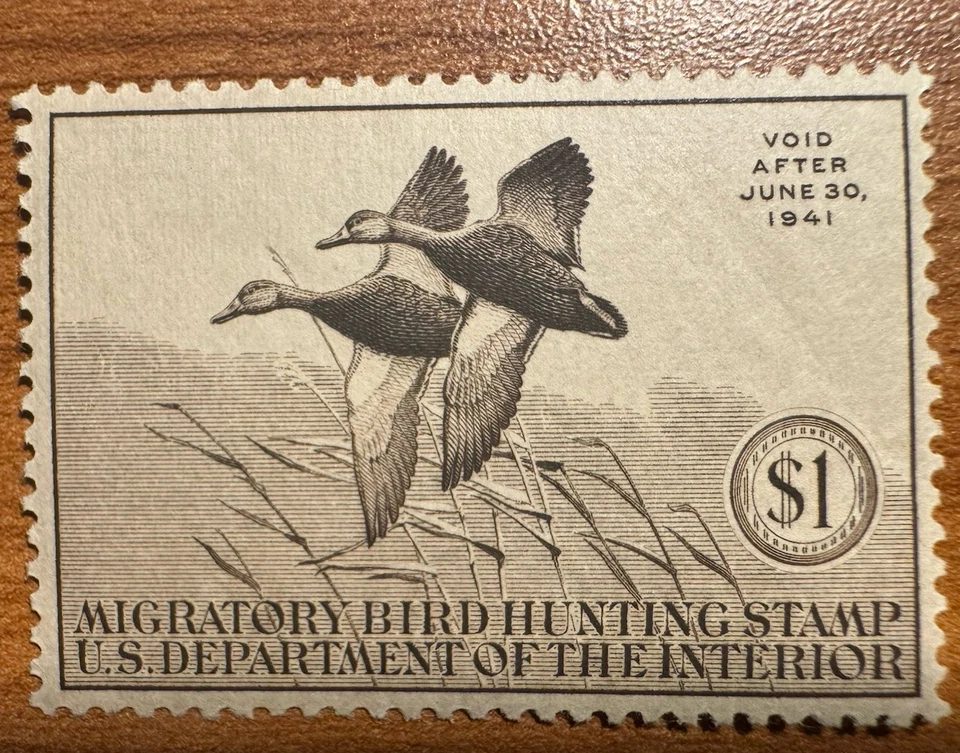 VOID
AFTER
JUNE 30,
1941
$1
MIGRATORY BIRD HUNTING STAMP
U.S. DEPARTMENT OF THE INTERIOR